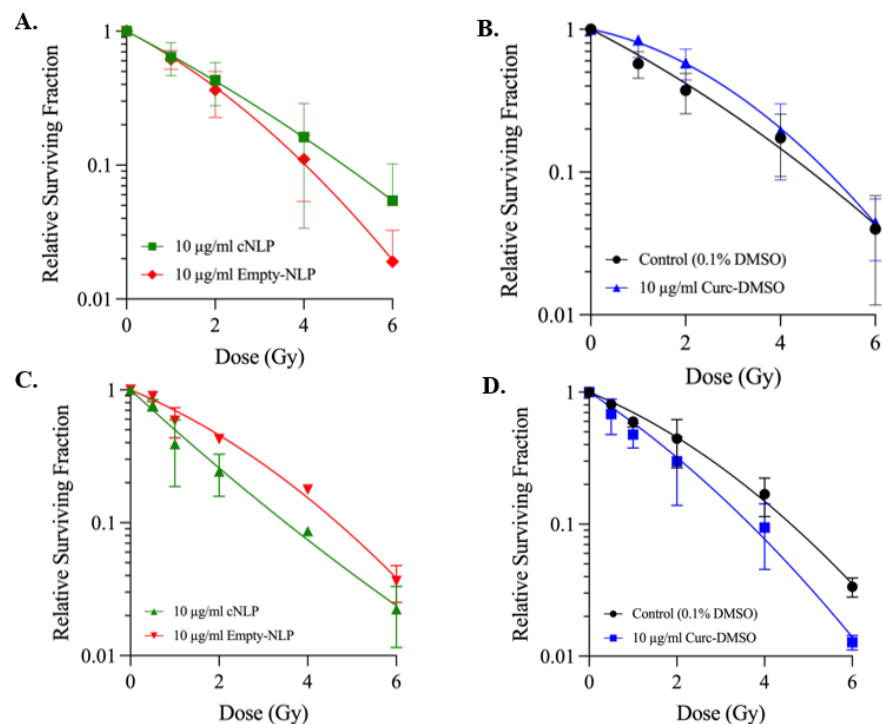 A.
Relative Surviving Fraction
1
0.1
0.01
10 µg/ml cNLP
10 µg/ml Empty-NLP
0 2 4 6
Dose (Gy)
B.
Relative Surviving Fraction
1
0.1
0.01
Control (0.1% DMSO)
10 µg/ml Curc-DMSO
0 2 4 6
Dose (Gy)
C.
Relative Surviving Fraction
1
0.1
0.01
10 µg/ml cNLP
10 µg/ml Empty-NLP
0 2 4 6
Dose (Gy)
D.
Relative Surviving Fraction
1
0.1
0.01
Control (0.1% DMSO)
10 µg/ml Curc-DMSO
0 2 4 6
Dose (Gy)